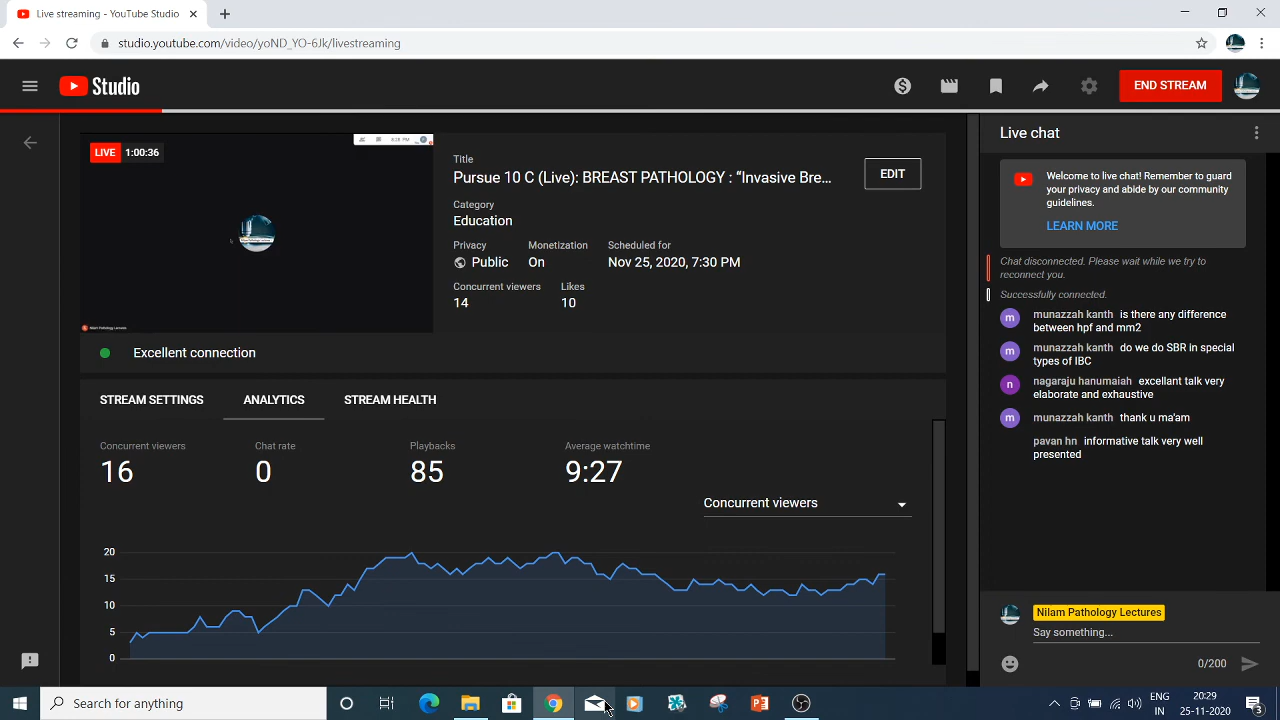 Live streaming - YouTube Studio
studio.youtube.com/video/yoND_YO-6Jk/livestreaming
Studio
END STREAM
LIVE 1:00:36
8:28 PM
Nilam Pathology Lectures
Title
Pursue 10 C (Live): BREAST PATHOLOGY : “Invasive Bre...
EDIT
Category
Education
Privacy Monetization Scheduled for
Public On Nov 25, 2020, 7:30 PM
Concurrent viewers Likes
14 10
Excellent connection
STREAM SETTINGS ANALYTICS STREAM HEALTH
Concurrent viewers Chat rate Playbacks Average watchtime
16 0 85 9:27
Concurrent viewers
20
15
10
5
0
Live chat
Welcome to live chat! Remember to guard
your privacy and abide by our community
guidelines.
LEARN MORE
Chat disconnected. Please wait while we try to
reconnect you.
Successfully connected.
m munazzah kanth is there any difference
between hpf and mm2
m munazzah kanth do we do SBR in special
types of IBC
n nagaraju hanumaiah excellant talk very
elaborate and exhaustive
m munazzah kanth thank u ma'am
pavan hn informative talk very well
presented
Nilam Pathology Lectures
Say something...
0/200
Search for anything
ENG
IN
20:29
25-11-2020
3